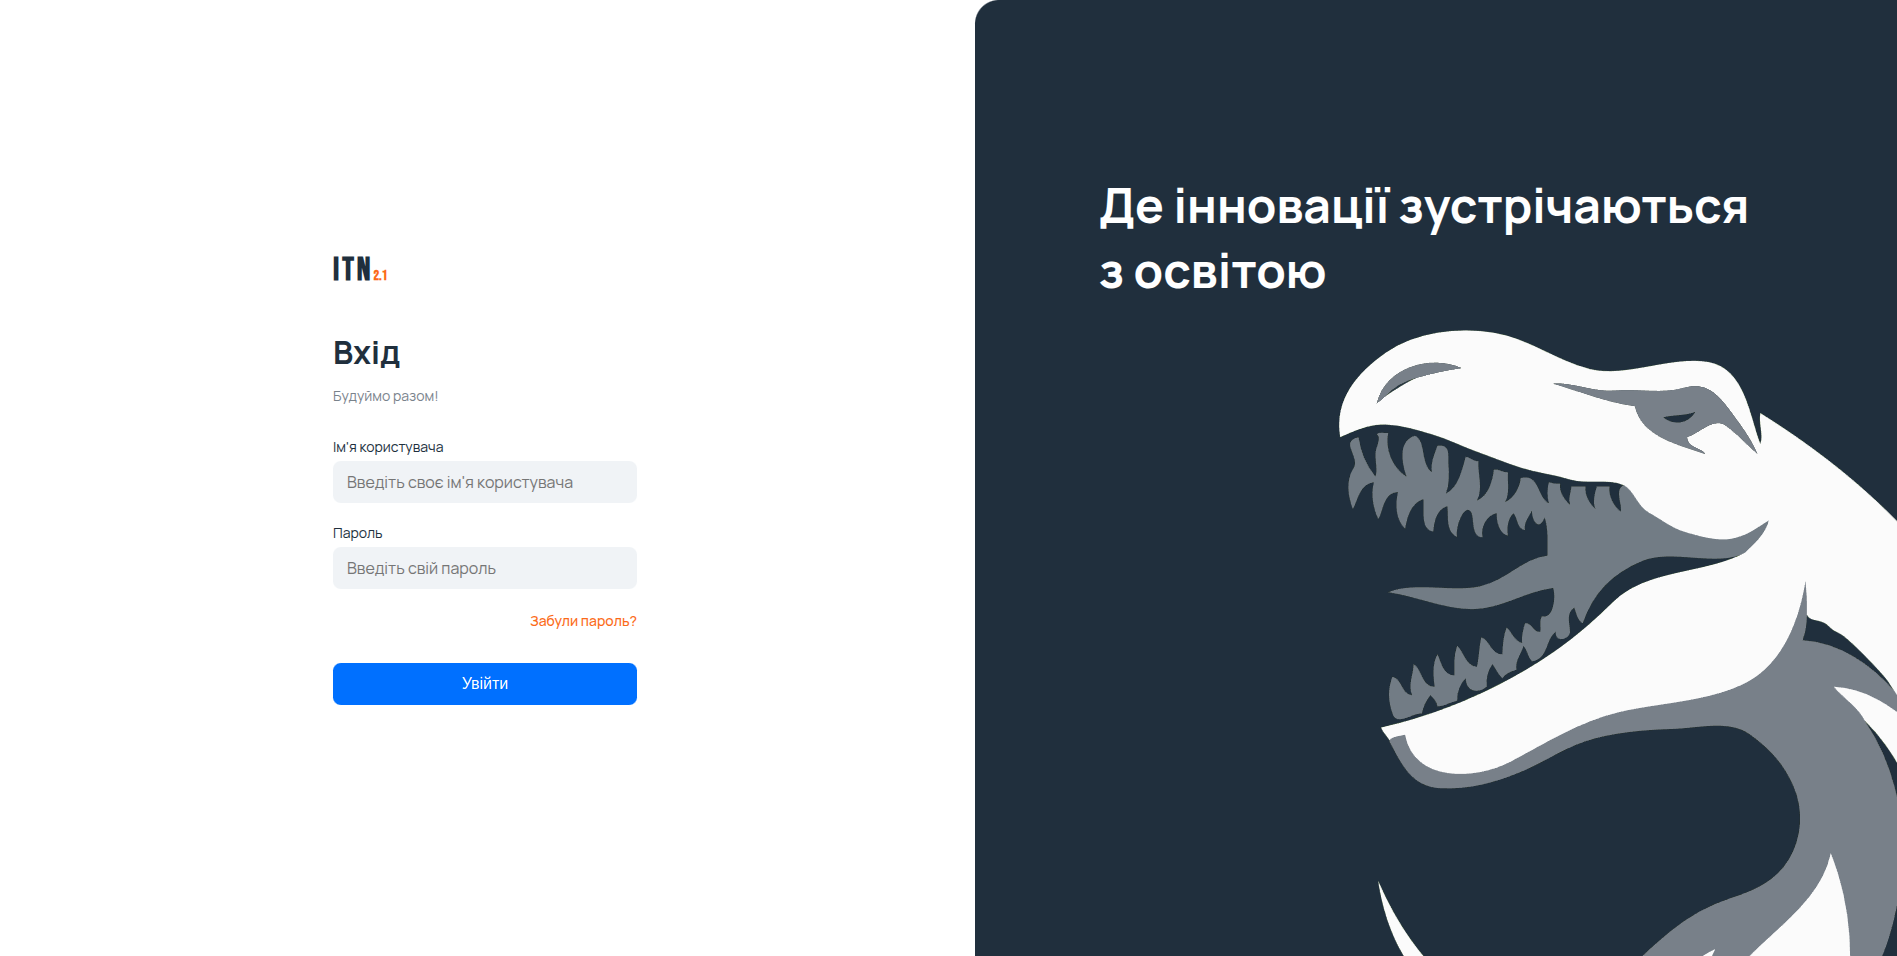 ITN 2.1
Вхід
Будуймо разом!
Ім'я користувача
Введіть своє ім'я користувача
Пароль
Введіть свій пароль
Забули пароль?
Увійти
Де інновації зустрічаються
з освітою